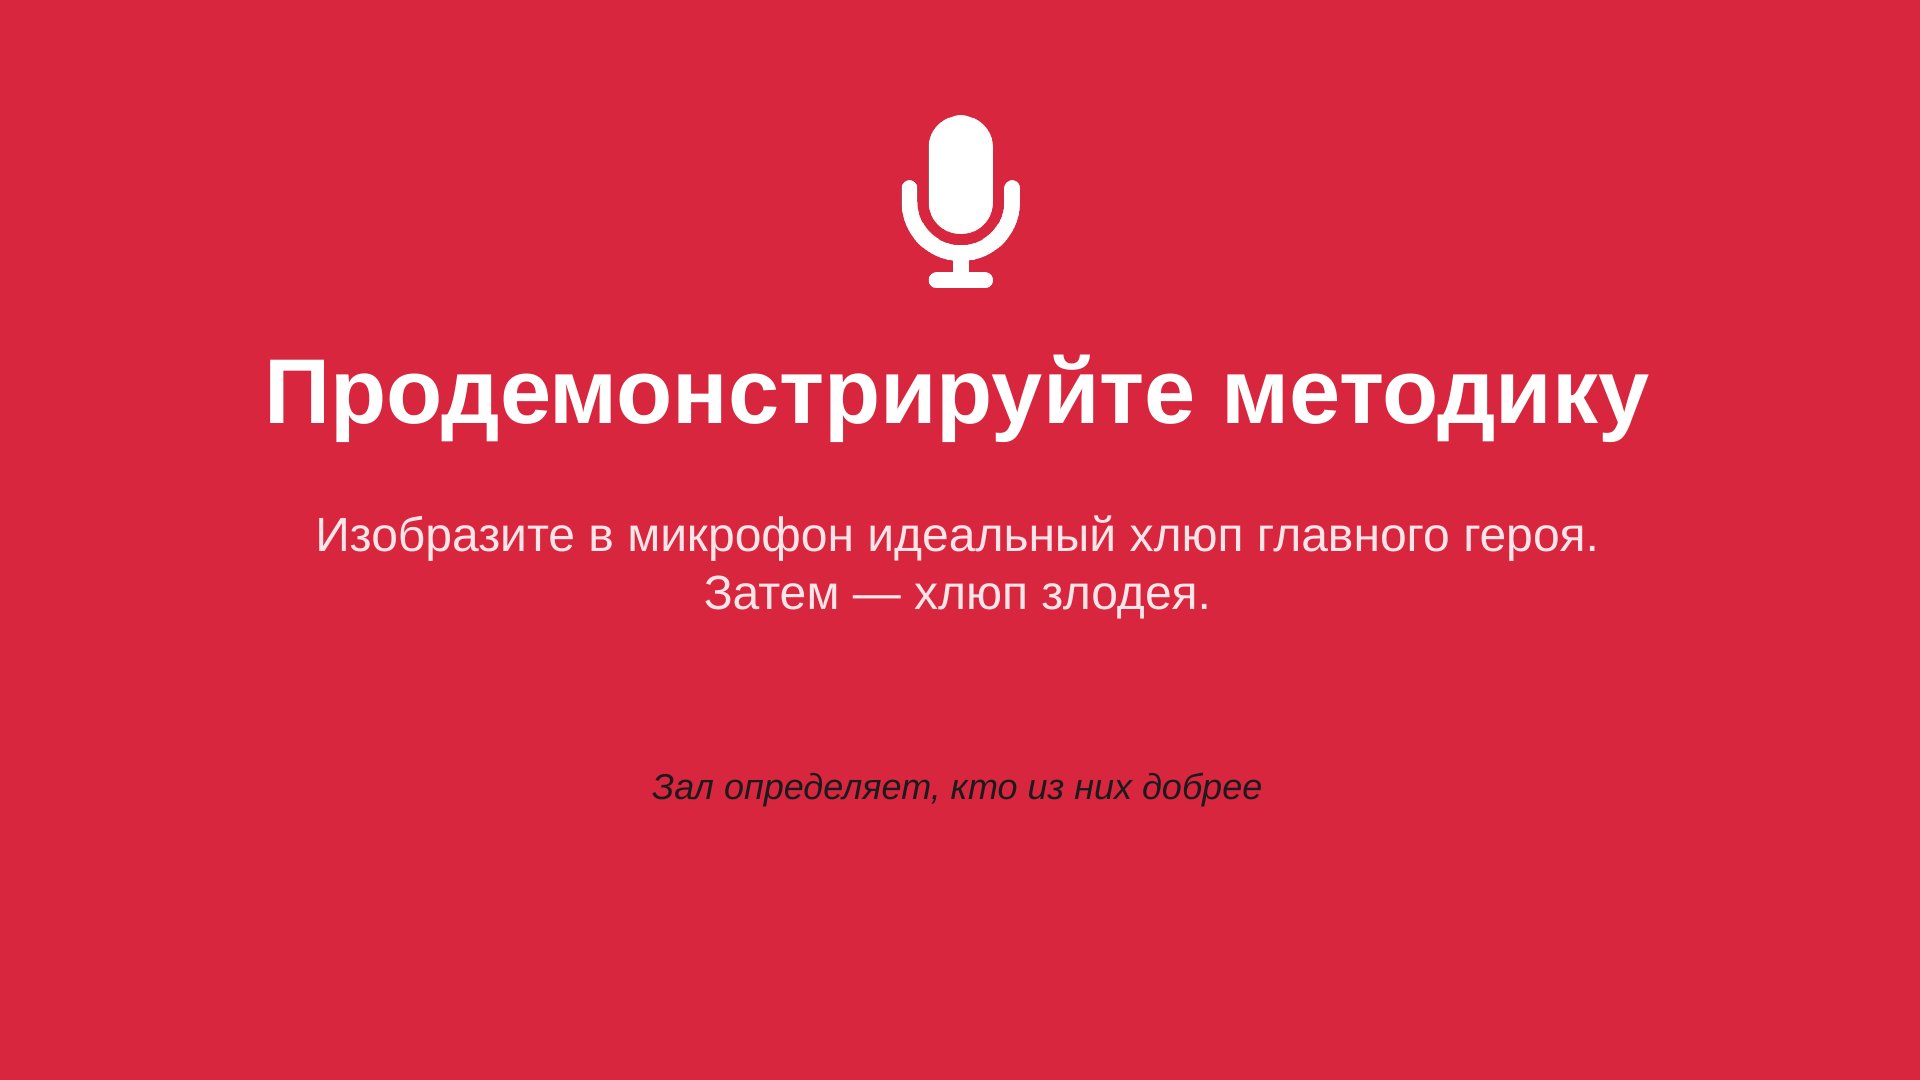 Продемонстрируйте методику
Изобразите в микрофон идеальный хлюп главного героя.
Затем — хлюп злодея.
Зал определяет, кто из них добрее